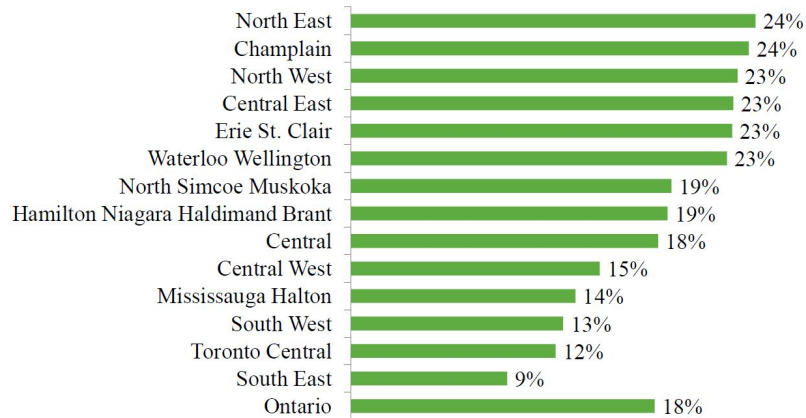 North East 24%
Champlain 24%
North West 23%
Central East 23%
Erie St. Clair 23%
Waterloo Wellington 23%
North Simcoe Muskoka 19%
Hamilton Niagara Haldimand Brant 19%
Central 18%
Central West 15%
Mississauga Halton 14%
South West 13%
Toronto Central 12%
South East 9%
Ontario 18%